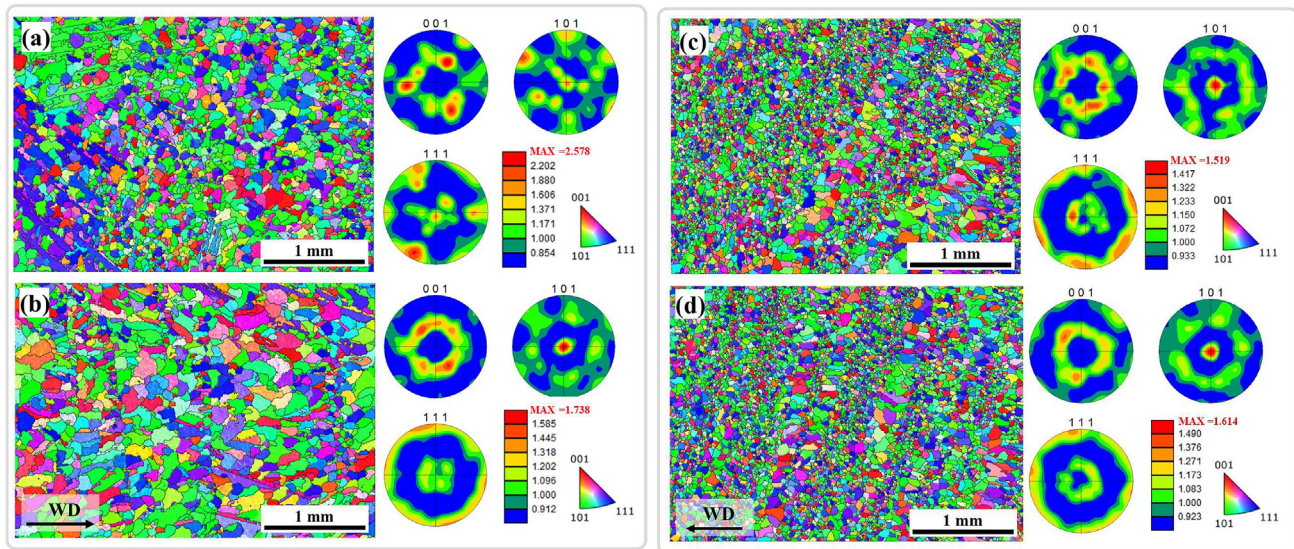 (a)
0 0 1
1 0 1
1 1 1
MAX =2.578
2.202
1.880
1.606
1.371
1.171
1.000
0.854
001
101
111
1 mm
(b)
0 0 1
1 0 1
1 1 1
MAX =1.738
1.585
1.445
1.318
1.202
1.096
1.000
0.912
001
101
111
WD
1 mm
(c)
0 0 1
1 0 1
1 1 1
MAX =1.519
1.417
1.322
1.233
1.150
1.072
1.000
0.933
001
101
111
1 mm
(d)
0 0 1
1 0 1
1 1 1
MAX =1.614
1.490
1.376
1.271
1.173
1.083
1.000
0.923
001
101
111
WD
1 mm